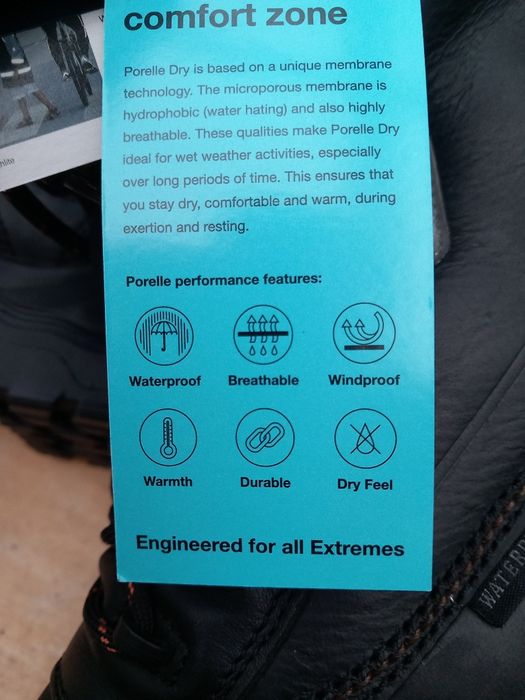 comfort zone
Porelle Dry is based on a unique membrane
technology. The microporous membrane is
hydrophobic (water hating) and also highly
breathable. These qualities make Porelle Dry
ideal for wet weather activities, especially
over long periods of time. This ensures that
you stay dry, comfortable and warm, during
exertion and resting.
Porelle performance features:
Waterproof Breathable Windproof
Warmth Durable Dry Feel
Engineered for all Extremes